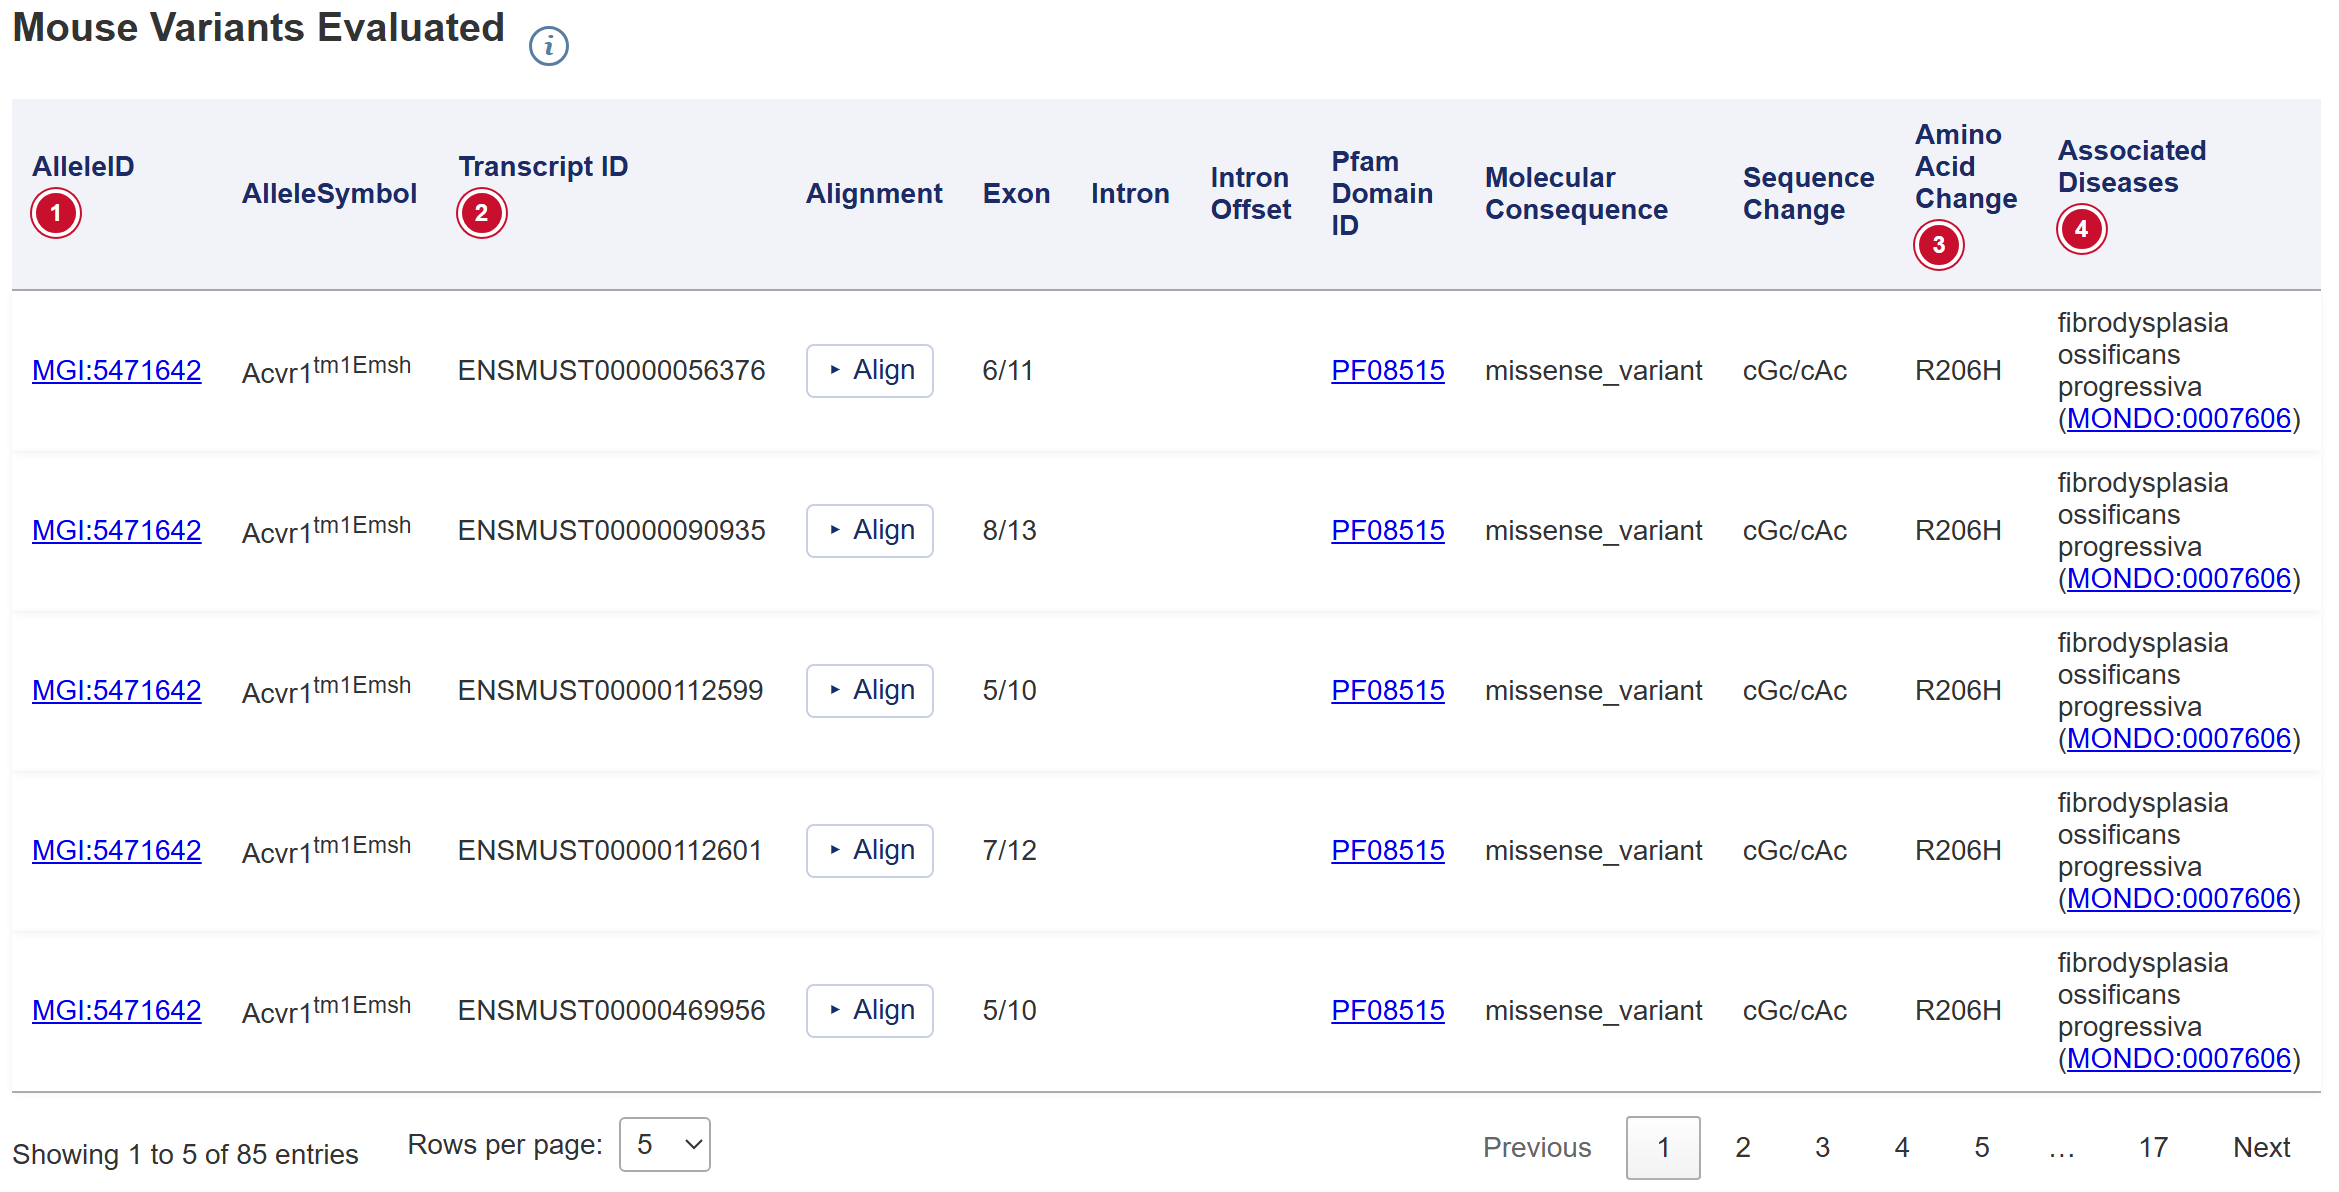 Mouse Variants Evaluated i
AlleleID 1 AlleleSymbol Transcript ID 2 Alignment Exon Intron Intron Offset Pfam Domain ID Molecular Consequence Sequence Change Amino Acid Change 3 Associated Diseases 4
MGI:5471642 Acvr1tm1Emsh ENSMUST00000056376 ▸ Align 6/11 PF08515 missense_variant cGc/cAc R206H fibrodysplasia
ossificans
progressiva
(MONDO:0007606)
MGI:5471642 Acvr1tm1Emsh ENSMUST00000090935 ▸ Align 8/13 PF08515 missense_variant cGc/cAc R206H fibrodysplasia
ossificans
progressiva
(MONDO:0007606)
MGI:5471642 Acvr1tm1Emsh ENSMUST00000112599 ▸ Align 5/10 PF08515 missense_variant cGc/cAc R206H fibrodysplasia
ossificans
progressiva
(MONDO:0007606)
MGI:5471642 Acvr1tm1Emsh ENSMUST00000112601 ▸ Align 7/12 PF08515 missense_variant cGc/cAc R206H fibrodysplasia
ossificans
progressiva
(MONDO:0007606)
MGI:5471642 Acvr1tm1Emsh ENSMUST00000469956 ▸ Align 5/10 PF08515 missense_variant cGc/cAc R206H fibrodysplasia
ossificans
progressiva
(MONDO:0007606)
Showing 1 to 5 of 85 entries Rows per page: 5 Previous 1 2 3 4 5 … 17 Next